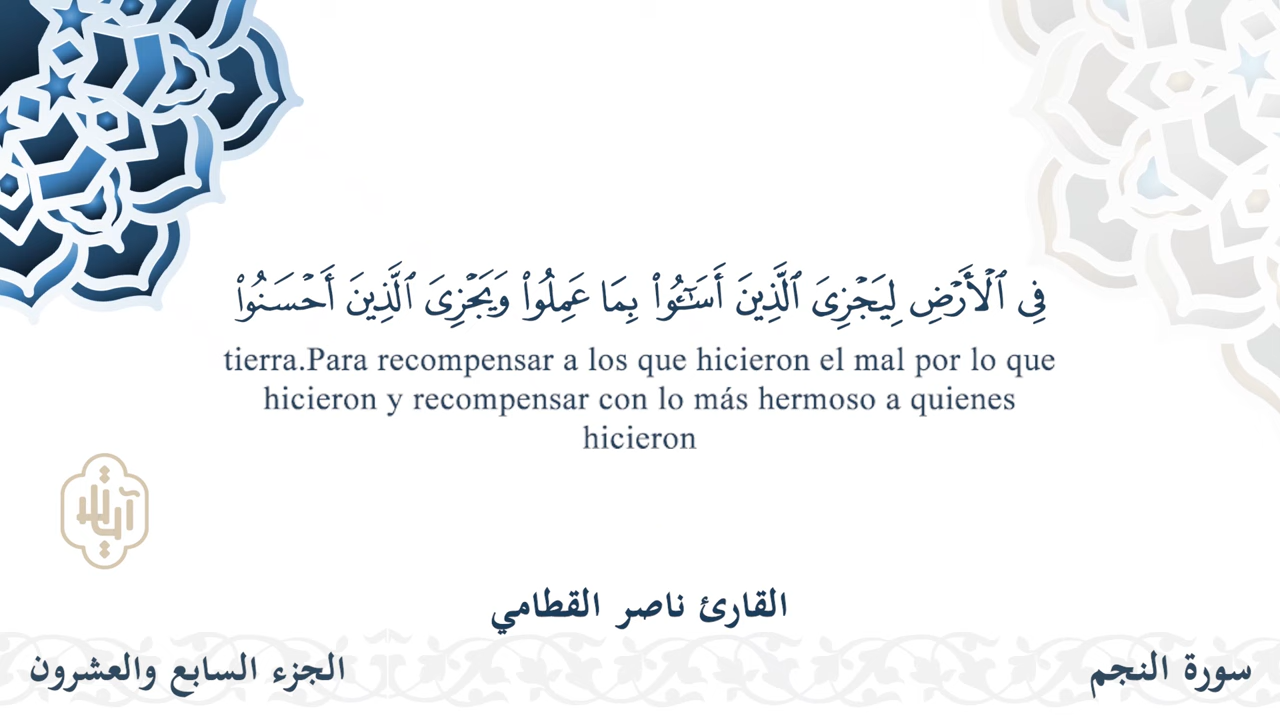 فِى ٱلْأَرْضِ لِيَجْزِىَ ٱلَّذِينَ أَسَٰٓـُٔوا۟ بِمَا عَمِلُوا۟ وَيَجْزِىَ ٱلَّذِينَ أَحْسَنُوا۟
tierra.Para recompensar a los que hicieron el mal por lo que
hicieron y recompensar con lo más hermoso a quienes
hicieron
القارئ ناصر القطامي
سورة النجم
الجزء السابع والعشرون